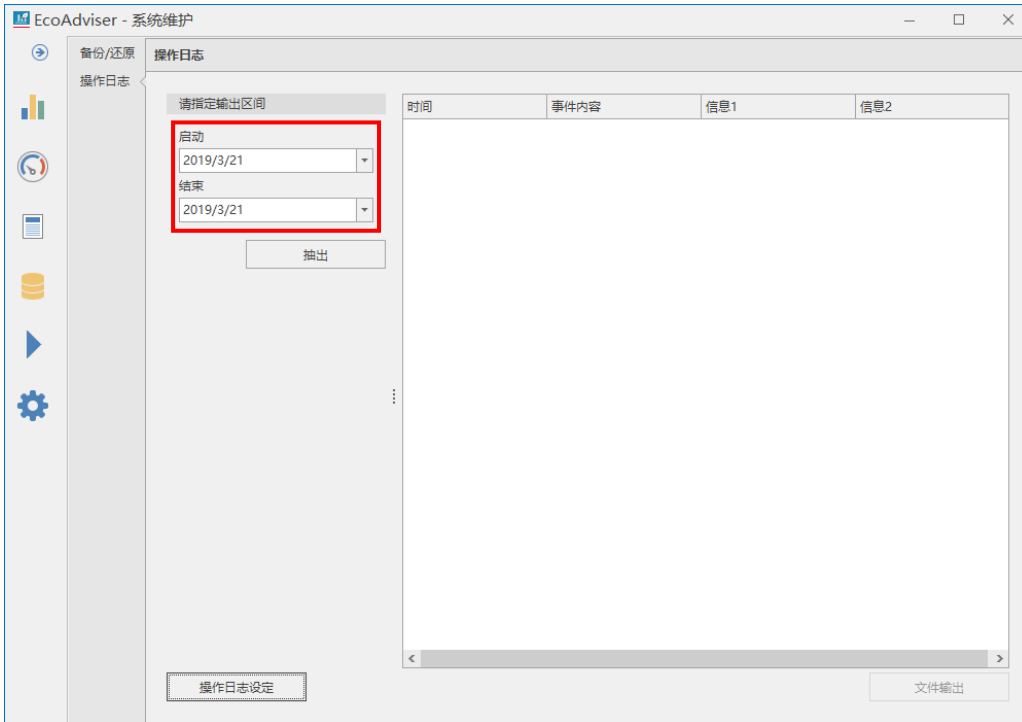 EcoAdviser - 系统维护
备份/还原
操作日志
操作日志
请指定输出区间
启动
2019/3/21
结束
2019/3/21
抽出
时间
事件内容
信息1
信息2
操作日志设定
文件输出